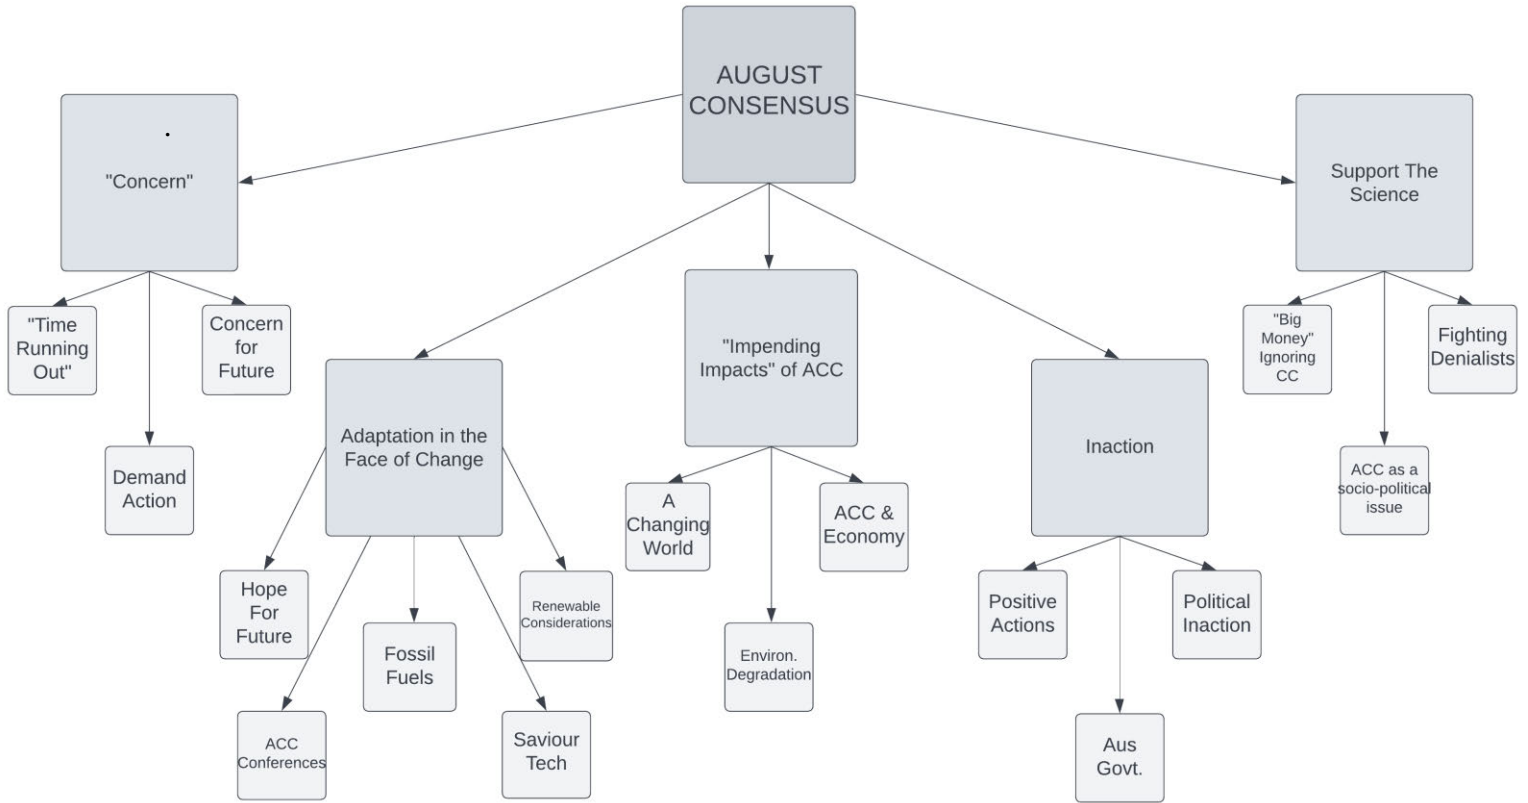 AUGUST
CONSENSUS
"Concern"
Support The
Science
"Time
Running
Out"
Concern
for
Future
Demand
Action
"Impending
Impacts" of ACC
Adaptation in the
Face of Change
Inaction
"Big
Money"
Ignoring
CC
Fighting
Denialists
ACC as a
socio-political
issue
A
Changing
World
ACC &
Economy
Environ.
Degradation
Hope
For
Future
Renewable
Considerations
Fossil
Fuels
ACC
Conferences
Saviour
Tech
Positive
Actions
Political
Inaction
Aus
Govt.